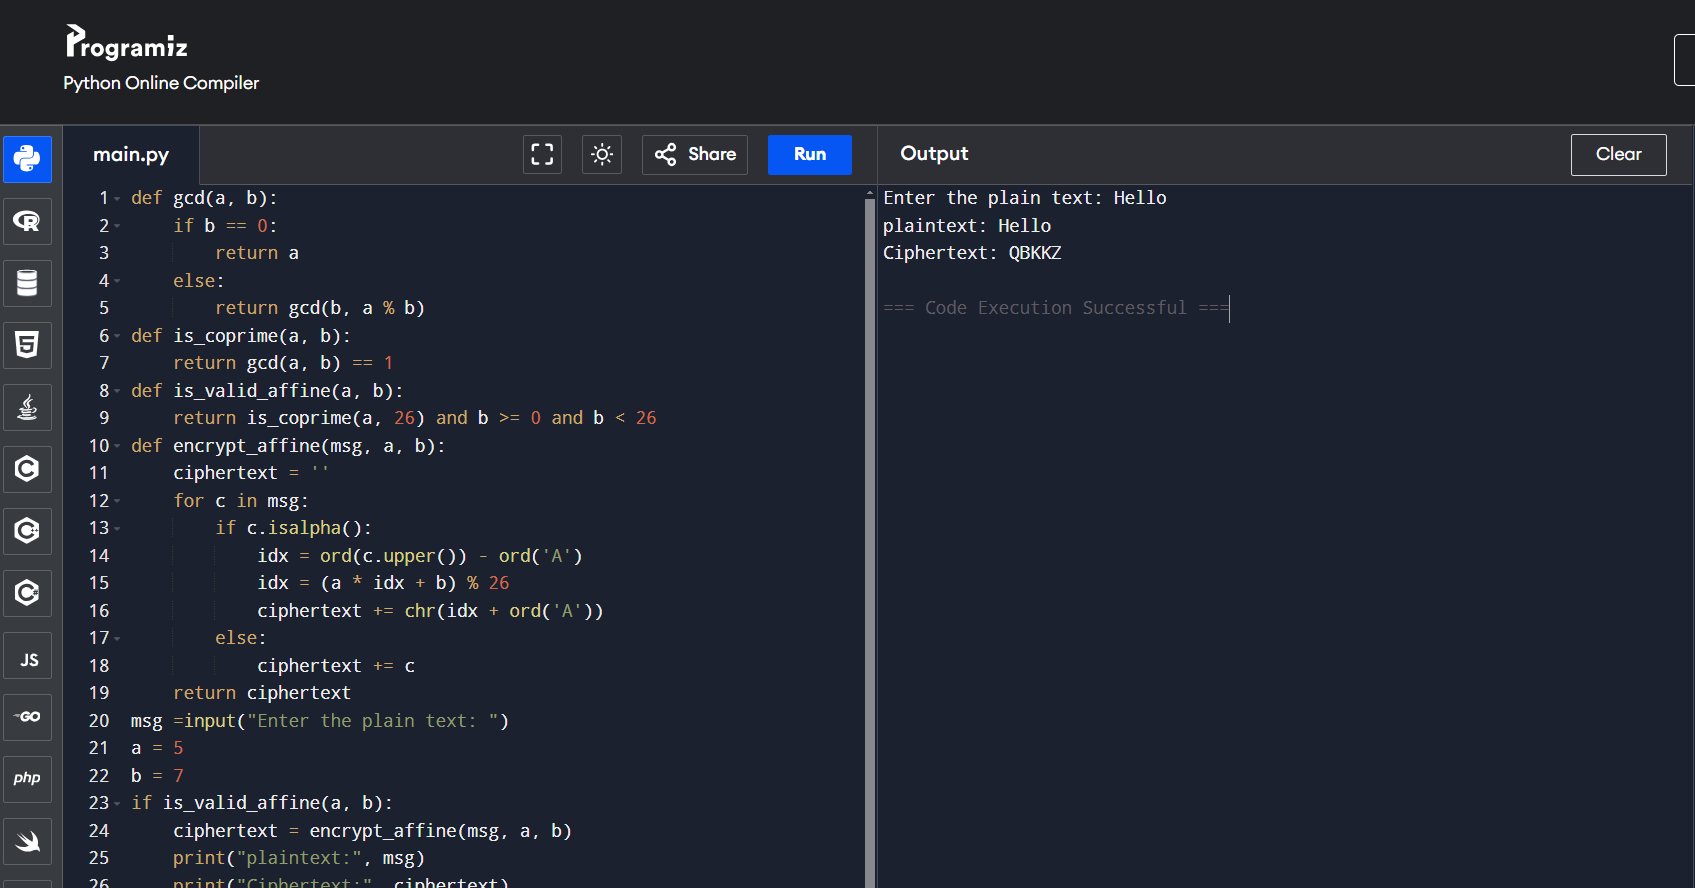 Programiz
Python Online Compiler
main.py
Share
Run
Output
Clear
1 def gcd(a, b):
2     if b == 0:
3         return a
4     else:
5         return gcd(b, a % b)
6 def is_coprime(a, b):
7     return gcd(a, b) == 1
8 def is_valid_affine(a, b):
9     return is_coprime(a, 26) and b >= 0 and b < 26
10 def encrypt_affine(msg, a, b):
11     ciphertext = ''
12     for c in msg:
13         if c.isalpha():
14             idx = ord(c.upper()) - ord('A')
15             idx = (a * idx + b) % 26
16             ciphertext += chr(idx + ord('A'))
17         else:
18             ciphertext += c
19     return ciphertext
20 msg =input("Enter the plain text: ")
21 a = 5
22 b = 7
23 if is_valid_affine(a, b):
24     ciphertext = encrypt_affine(msg, a, b)
25     print("plaintext:", msg)
26     print("Ciphertext:", ciphertext)
Enter the plain text: Hello
plaintext: Hello
Ciphertext: QBKKZ
=== Code Execution Successful ===
R
5
C
C
C
JS
GO
php